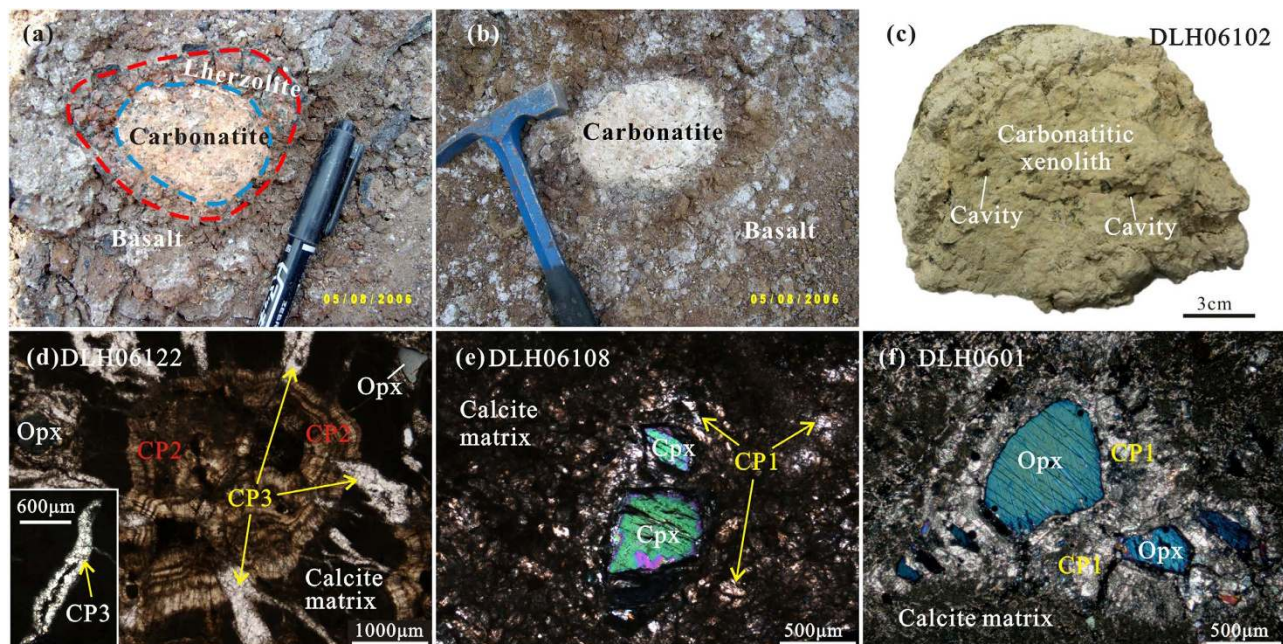 (a)
Lherzolite
Carbonatite
Basalt
05/08/2006
(b)
Carbonatite
Basalt
05/08/2006
(c)
DLH06102
Carbonatitic
xenolith
Cavity
Cavity
3cm
(d) DLH06122
Opx
Opx
CP2
CP2
CP3
600μm
CP3
Calcite
matrix
1000μm
(e) DLH06108
Calcite
matrix
Cpx
CP1
Cpx
500μm
(f) DLH0601
Opx
CP1
Opx
CP1
Calcite matrix
500μm